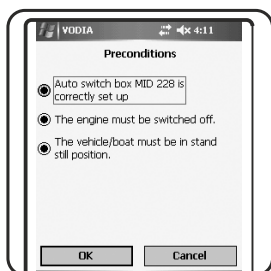 VODIA 4:11
Preconditions
Auto switch box MID 228 is
correctly set up
The engine must be switched off.
The vehicle/boat must be in stand
still position.
OK Cancel